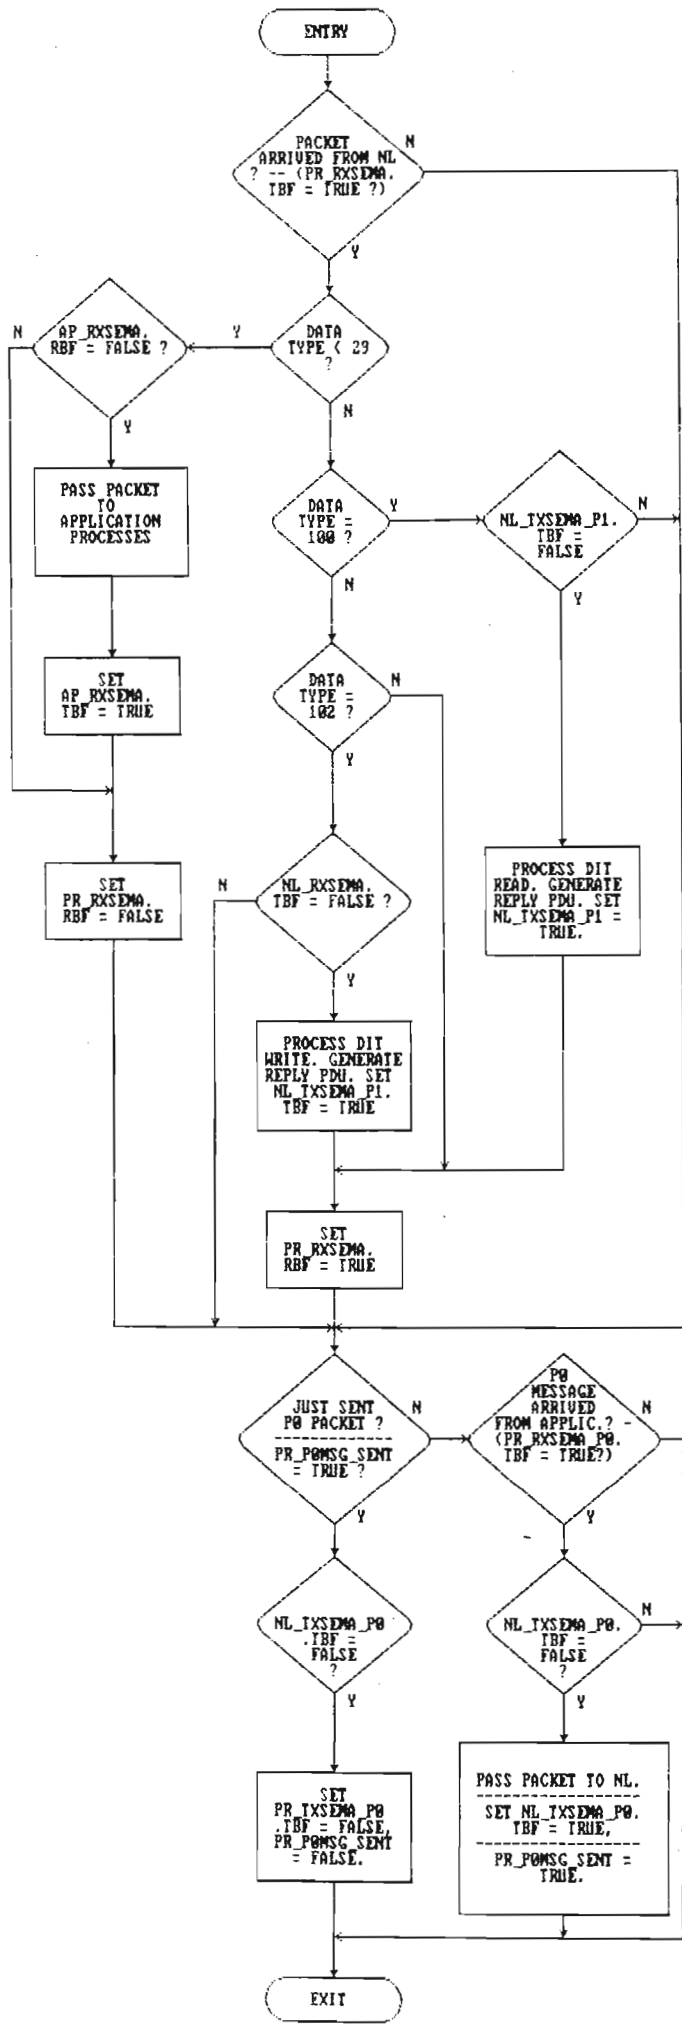 ENTRY
PACKET
ARRIVED FROM NL
? -- (PR_RXSEMA.
TBF = TRUE ?)
N
Y
N
AP_RXSEMA.
RBF = FALSE ?
Y
DATA
TYPE < 29
?
Y
N
PASS PACKET
TO
APPLICATION
PROCESSES
DATA
TYPE =
100 ?
Y
NL_TXSEMA_P1.
TBF =
FALSE
N
N
Y
SET
AP_RXSEMA.
TBF = TRUE
DATA
TYPE =
102 ?
N
Y
SET
PR_RXSEMA.
RBF = FALSE
N
NL_RXSEMA.
TBF = FALSE ?
Y
PROCESS DIT
READ. GENERATE
REPLY PDU. SET
NL_TXSEMA_P1 =
TRUE.
PROCESS DIT
WRITE. GENERATE
REPLY PDU. SET
NL_TXSEMA_P1.
TBF = TRUE
SET
PR_RXSEMA.
RBF = TRUE
JUST SENT
P0 PACKET ?
------------
PR_P0MSG_SENT
= TRUE ?
N
Y
P0
MESSAGE
ARRIVED
FROM APPLIC.? -
(PR_RXSEMA_P0.
TBF = TRUE?)
N
Y
NL_TXSEMA_P0
.TBF =
FALSE
?
Y
NL_TXSEMA_P0.
TBF =
FALSE
?
N
Y
SET
PR_TXSEMA_P0
.TBF = FALSE,
PR_P0MSG_SENT
= FALSE.
PASS PACKET TO NL.
------------------
SET NL_TXSEMA_P0.
TBF = TRUE,
------------------
PR_P0MSG_SENT =
TRUE.
EXIT